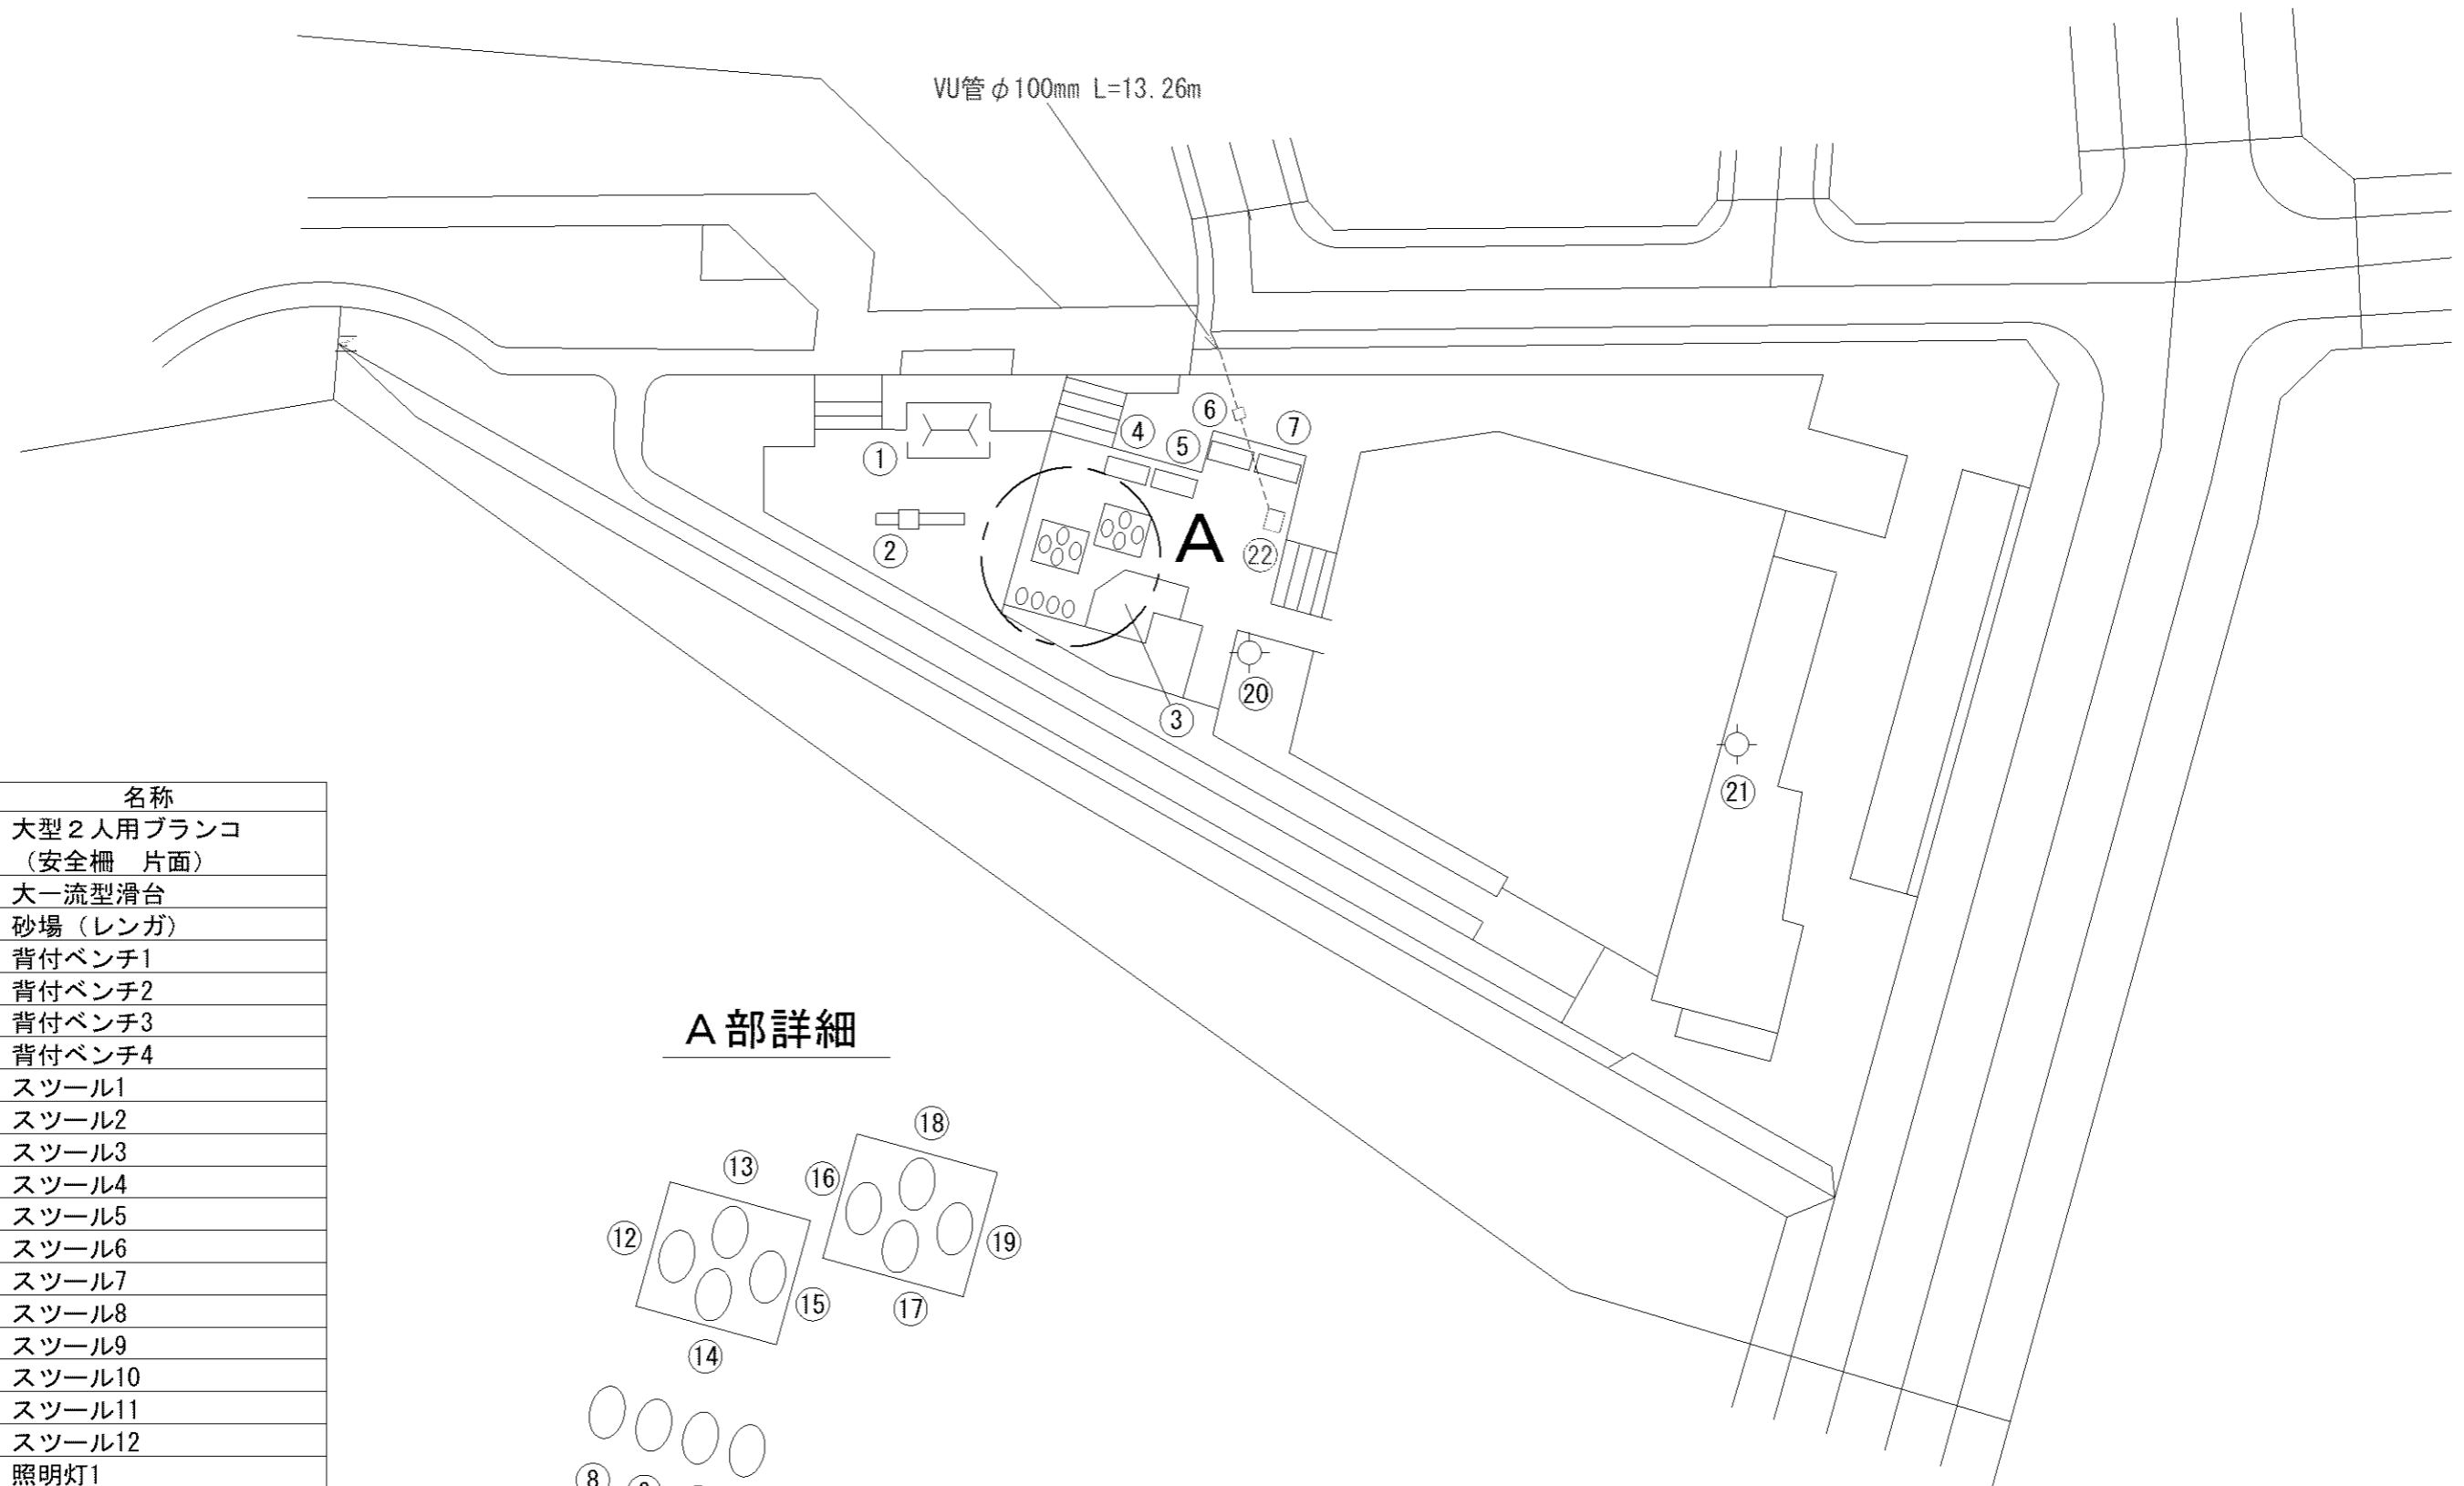 VU管φ100mm L=13.26m
⑥
⑦
④
⑤
①
A
②
㉒
⑳
③
㉑
名称
大型２人用ブランコ
（安全柵　片面）
大一流型滑台
砂場（レンガ）
背付ベンチ1
背付ベンチ2
背付ベンチ3
背付ベンチ4
スツール1
スツール2
スツール3
スツール4
スツール5
スツール6
スツール7
スツール8
スツール9
スツール10
スツール11
スツール12
照明灯1
A部詳細
⑱
⑬
⑯
⑫
⑲
⑮
⑰
⑭
⑧